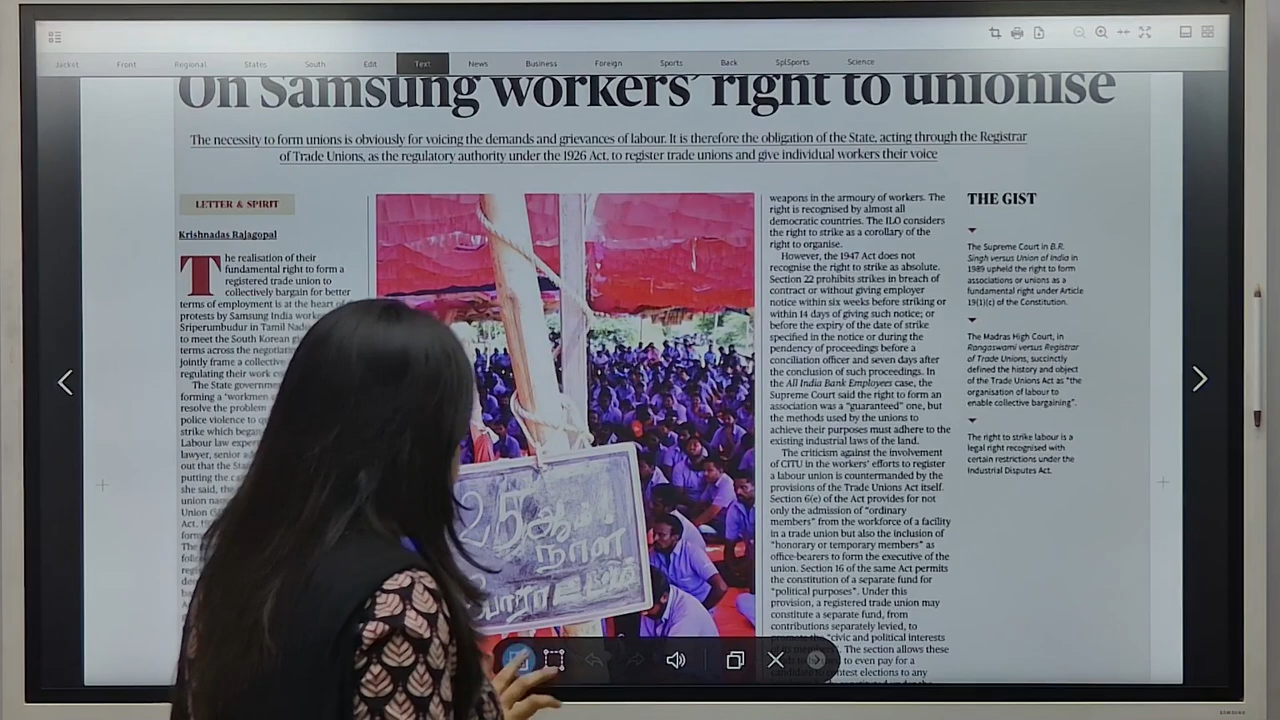 Jacket Front Regional States South Edit Text News Business Foreign Sports Back SplSports Science
On Samsung workers’ right to unionise
The necessity to form unions is obviously for voicing the demands and grievances of labour. It is therefore the obligation of the State, acting through the Registrar
of Trade Unions, as the regulatory authority under the 1926 Act, to register trade unions and give individual workers their voice
LETTER & SPIRIT
Krishnadas Rajagopal
The realisation of their
fundamental right to form a
registered trade union to
collectively bargain for better
terms of employment is at the heart of
protests by Samsung India
Sriperumbudur in Tamil
to meet the South Korean
terms across the
jointly frame a collective
regulating their work
The State
forming a “workmen
resolve the problem
police violence to
strike which began
Labour law
lawyer, senior
out that the
putting the
she said, the
union
Union
Act,
25ஆம்
நாள்
போராட்டம்
weapons in the armoury of workers. The
right is recognised by almost all
democratic countries. The ILO considers
the right to strike as a corollary of the
right to organise.
However, the 1947 Act does not
recognise the right to strike as absolute.
Section 22 prohibits strikes in breach of
contract or without giving employer
notice within six weeks before striking or
within 14 days of giving such notice; or
before the expiry of the date of strike
specified in the notice or during the
pendency of proceedings before a
conciliation officer and seven days after
the conclusion of such proceedings. In
the All India Bank Employees case, the
Supreme Court said the right to form an
association was a “guaranteed” one, but
the methods used by the unions to
achieve their purposes must adhere to the
existing industrial laws of the land.
The criticism against the involvement
of CITU in the workers’ efforts to register
a labour union is countermanded by the
provisions of the Trade Unions Act itself.
Section 6(e) of the Act provides for not
only the admission of “ordinary
members” from the workforce of a facility
in a trade union but also the inclusion of
“honorary or temporary members” as
office-bearers to form the executive of the
union. Section 16 of the same Act permits
the constitution of a separate fund for
“political purposes”. Under this
provision, a registered trade union may
constitute a separate fund, from
contributions separately levied, to
promote the “civic and political interests
of its members”. The section allows these
to even pay for a
contest elections to any
THE GIST
The Supreme Court in B.R.
Singh versus Union of India in
1989 upheld the right to form
associations or unions as a
fundamental right under Article
19(1)(c) of the Constitution.
The Madras High Court, in
Rangaswami versus Registrar
of Trade Unions, succinctly
defined the history and object
of the Trade Unions Act as “the
organisation of labour to
enable collective bargaining”.
The right to strike labour is a
legal right recognised with
certain restrictions under the
Industrial Disputes Act.
SAMSUNG